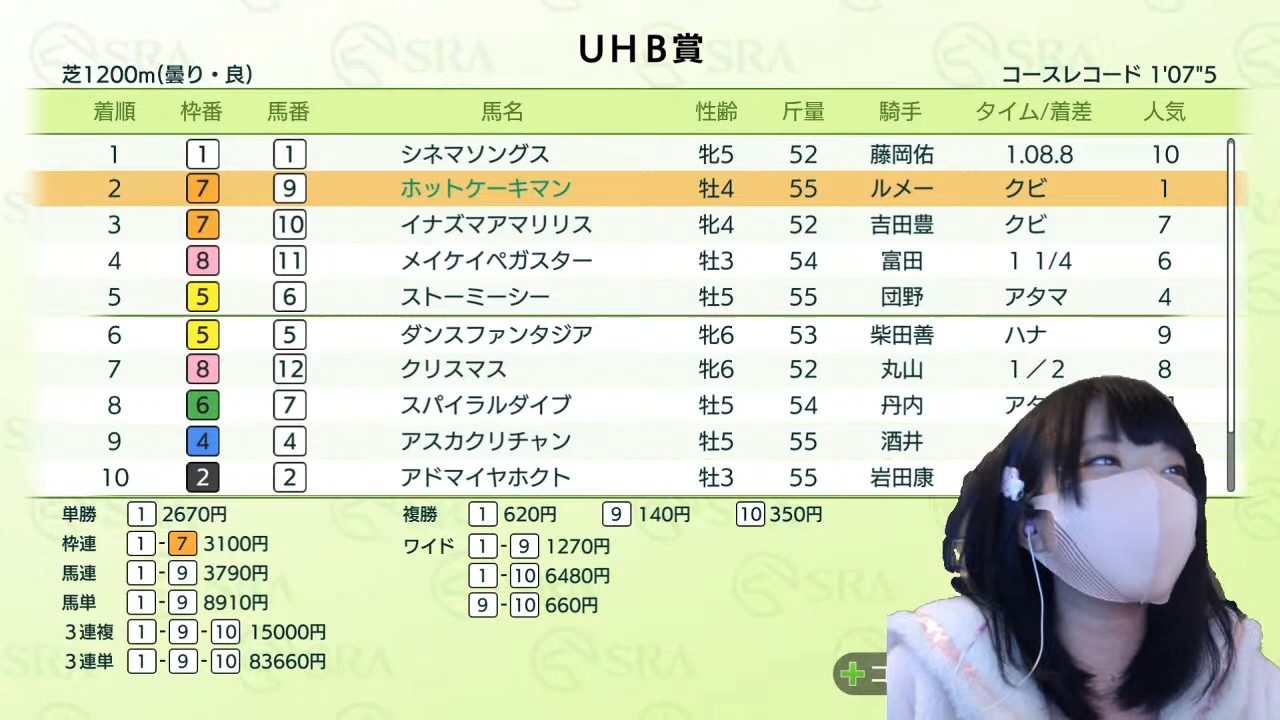 UHB賞
芝1200m(曇り・良)
コースレコード 1'07"5
着順 枠番 馬番 馬名 性齢 斤量 騎手 タイム/着差 人気
1 1 1 シネマソングス 牝5 52 藤岡佑 1.08.8 10
2 7 9 ホットケーキマン 牡4 55 ルメー クビ 1
3 7 10 イナズマアマリリス 牝4 52 吉田豊 クビ 7
4 8 11 メイケイペガスター 牡3 54 富田 1 1/4 6
5 5 6 ストーミーシー 牡5 55 団野 アタマ 4
6 5 5 ダンスファンタジア 牝6 53 柴田善 ハナ 9
7 8 12 クリスマス 牝6 52 丸山 1/2 8
8 6 7 スパイラルダイブ 牡5 54 丹内
9 4 4 アスカクリチャン 牡5 55 酒井
10 2 2 アドマイヤホクト 牡3 55 岩田康
単勝 1 2670円 複勝 1 620円 9 140円 10 350円
枠連 1-7 3100円 ワイド 1-9 1270円
馬連 1-9 3790円 1-10 6480円
馬単 1-9 8910円 9-10 660円
3連複 1-9-10 15000円
3連単 1-9-10 83660円
SRA